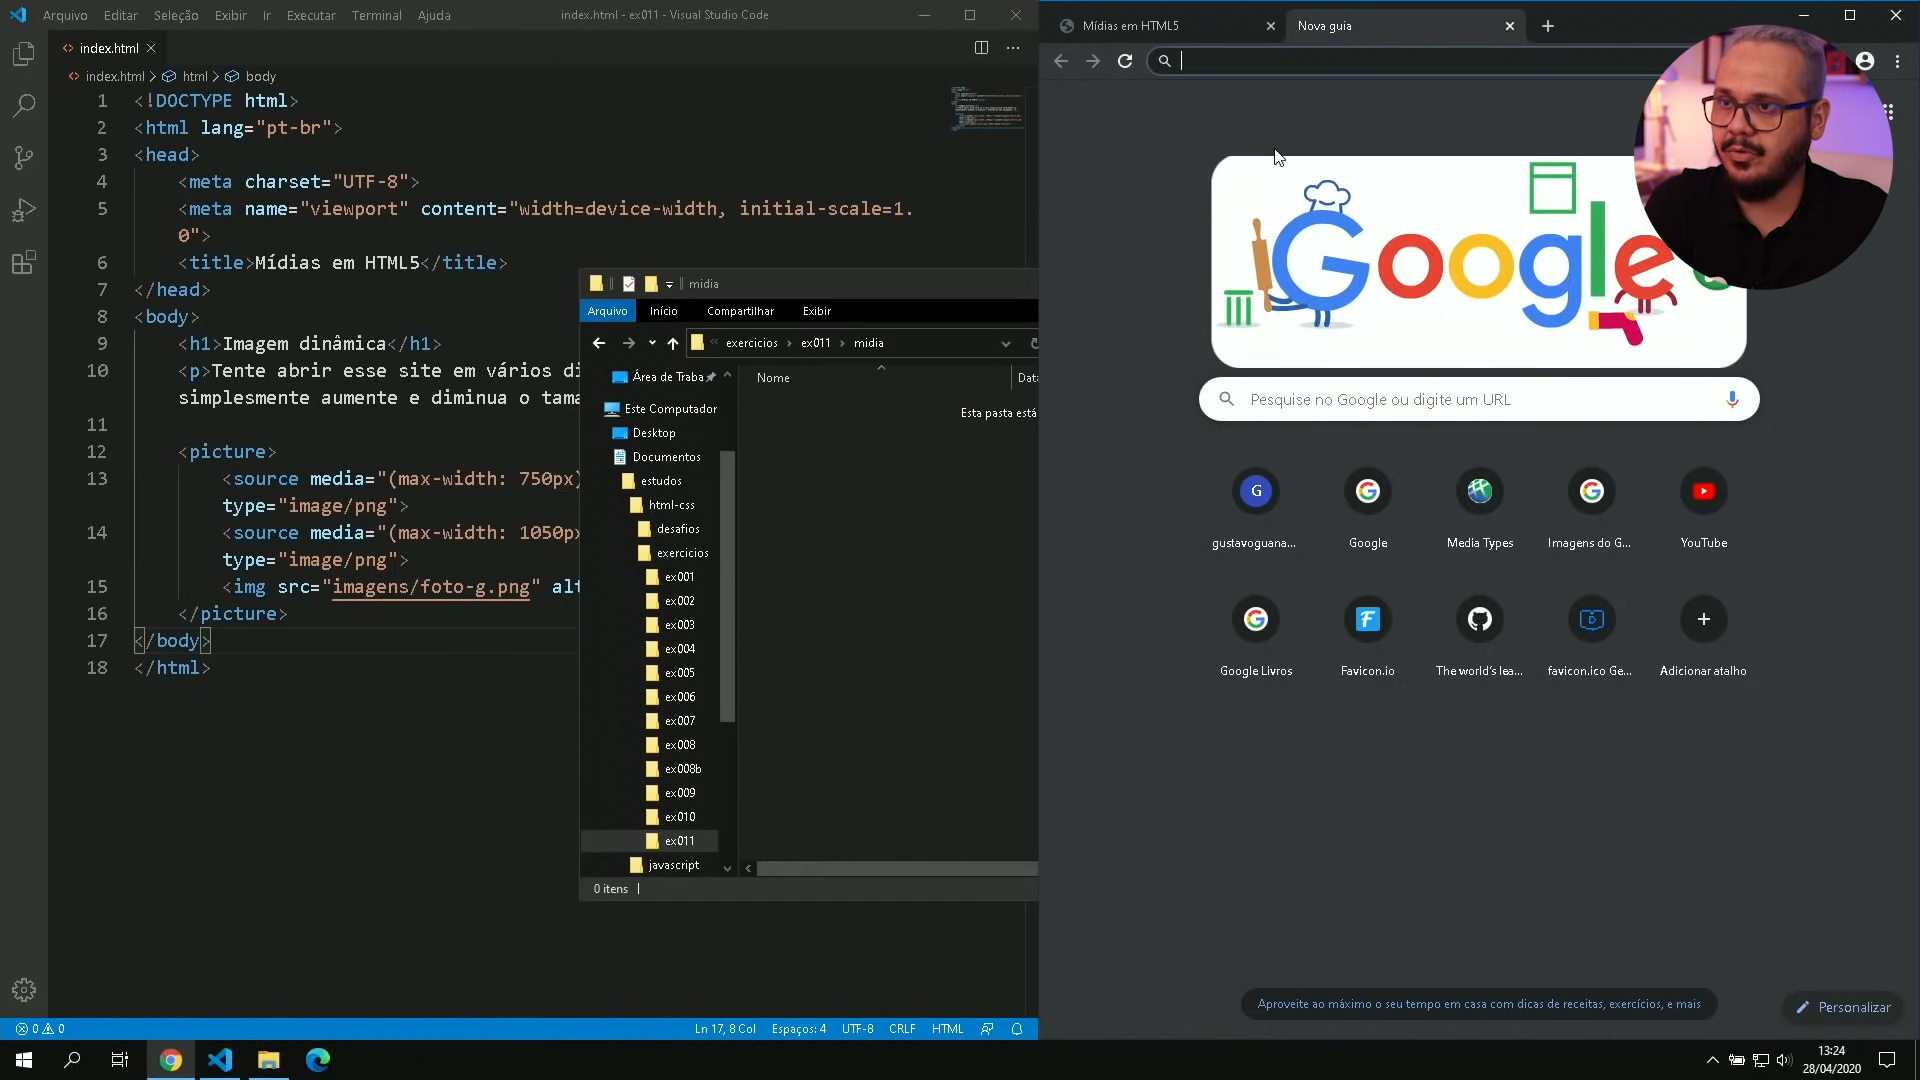 Arquivo Editar Seleção Exibir Ir Executar Terminal Ajuda
index.html - ex011 - Visual Studio Code
index.html
index.html > html > body
1 <!DOCTYPE html>
2 <html lang="pt-br">
3 <head>
4 <meta charset="UTF-8">
5 <meta name="viewport" content="width=device-width, initial-scale=1.
0">
6 <title>Mídias em HTML5</title>
7 </head>
8 <body>
9 <h1>Imagem dinâmica</h1>
10 <p>Tente abrir esse site em vários di
simplesmente aumente e diminua o tama
11
12 <picture>
13 <source media="(max-width: 750px)
type="image/png">
14 <source media="(max-width: 1050px
type="image/png">
15 <img src="imagens/foto-g.png" alt
16 </picture>
17 </body>
18 </html>
0 0
Ln 17, 8 Col Espaços: 4 UTF-8 CRLF HTML
midia
Arquivo Início Compartilhar Exibir
« exercicios > ex011 > midia
Nome Data
Esta pasta está
Área de Traba
Este Computador
Desktop
Documentos
estudos
html-css
desafios
exercicios
ex001
ex002
ex003
ex004
ex005
ex006
ex007
ex008
ex008b
ex009
ex010
ex011
javascript
0 itens
Mídias em HTML5
Nova guia
Google
Pesquise no Google ou digite um URL
G
gustavoguana... Google Media Types Imagens do G... YouTube
Google Livros Favicon.io The world's lea... favicon.ico Ge... Adicionar atalho
Aproveite ao máximo o seu tempo em casa com dicas de receitas, exercícios, e mais
Personalizar
13:24
28/04/2020